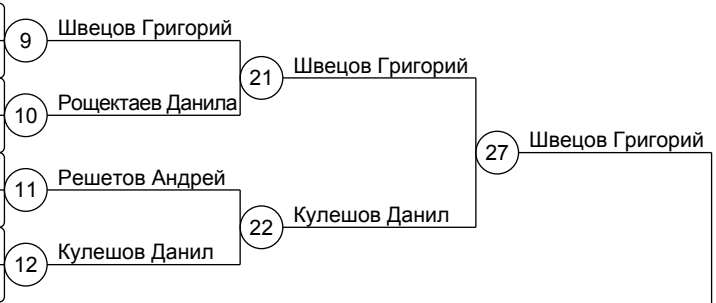 9
Швецов Григорий
21
Швецов Григорий
10
Рощектаев Данила
27
Швецов Григорий
11
Решетов Андрей
22
Кулешов Данил
12
Кулешов Данил